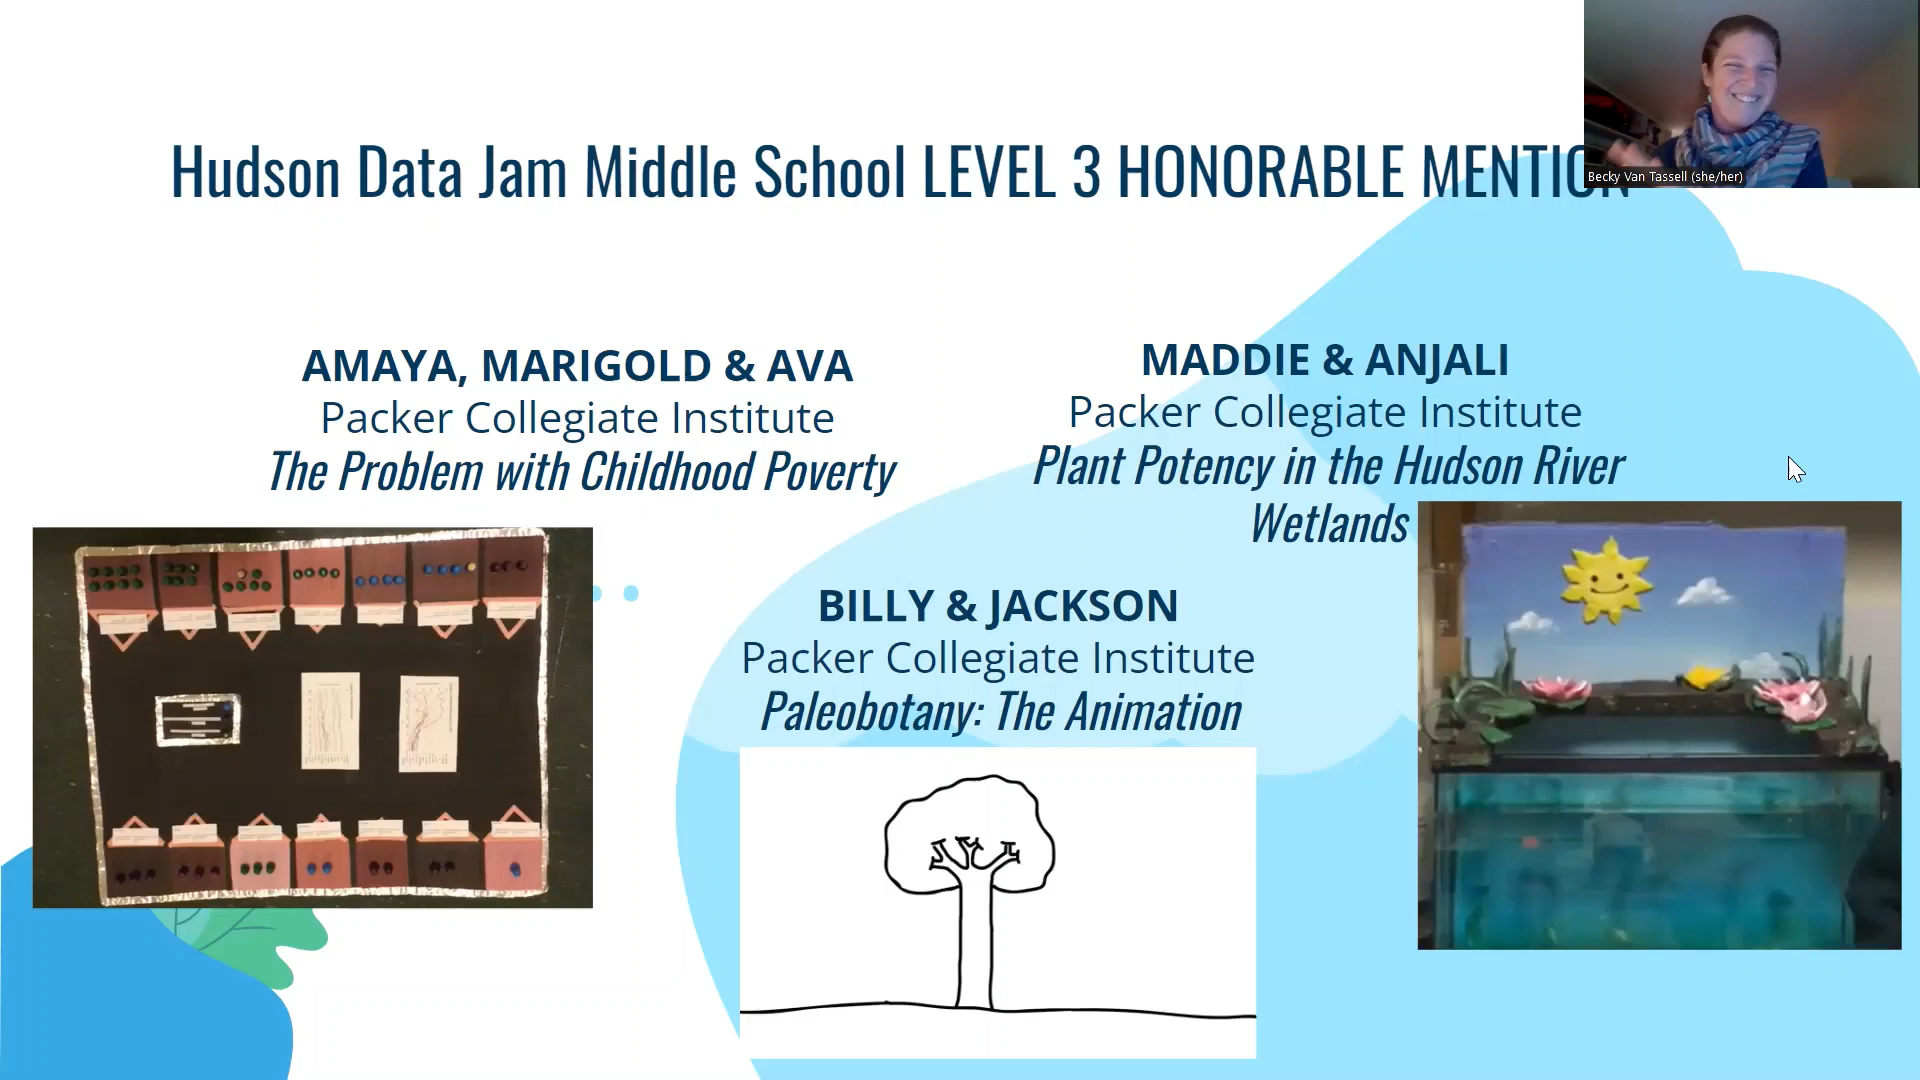 Hudson Data Jam Middle School LEVEL 3 HONORABLE MENTION
Becky Van Tassell (she/her)
AMAYA, MARIGOLD & AVA
Packer Collegiate Institute
The Problem with Childhood Poverty
MADDIE & ANJALI
Packer Collegiate Institute
Plant Potency in the Hudson River
Wetlands
BILLY & JACKSON
Packer Collegiate Institute
Paleobotany: The Animation